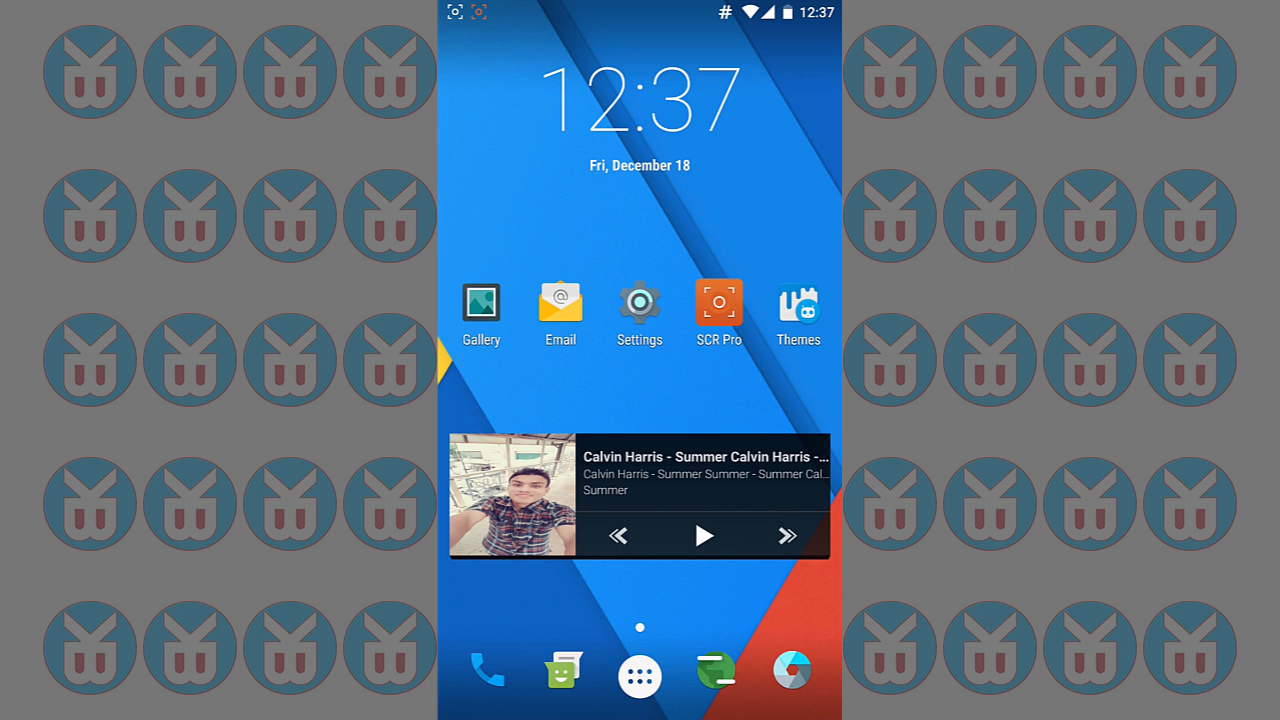 # 12:37
12:37
Fri, December 18
Gallery Email Settings SCR Pro Themes
Calvin Harris - Summer Calvin Harris -...
Calvin Harris - Summer Summer - Summer Cal...
Summer